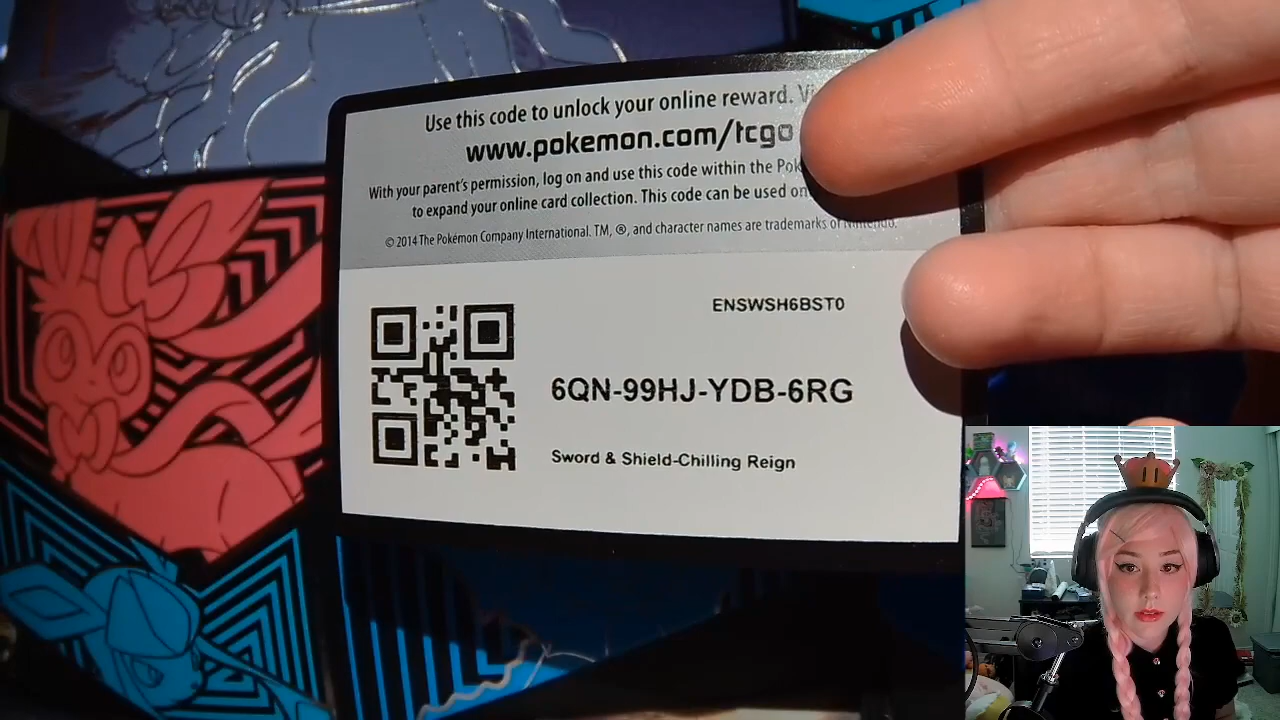 Use this code to unlock your online reward.
www.pokemon.com/tcgo
With your parent's permission, log on and use this code within the
to expand your online card collection. This code can be used
© 2014 The Pokémon Company International. TM, ®, and character names are trademarks of Nintendo.
ENSWSH6BST0
6QN-99HJ-YDB-6RG
Sword & Shield-Chilling Reign